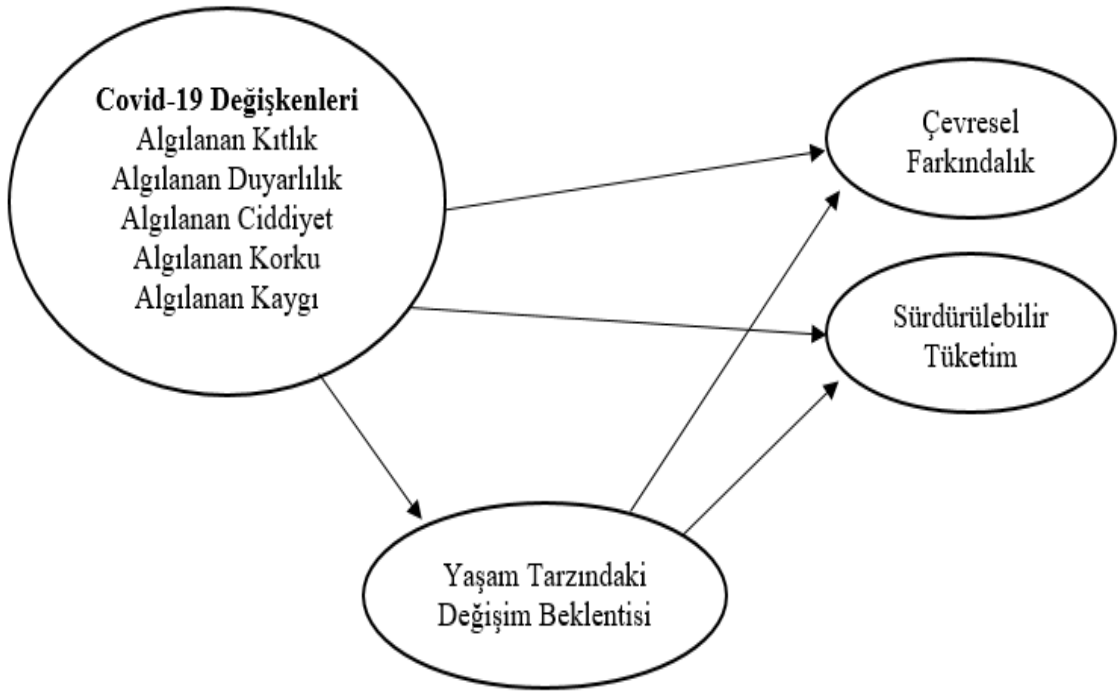 Covid-19 Değişkenleri
Algılanan Kıtlık
Algılanan Duyarlılık
Algılanan Ciddiyet
Algılanan Korku
Algılanan Kaygı
Çevresel
Farkındalık
Sürdürülebilir
Tüketim
Yaşam Tarzındaki
Değişim Beklentisi